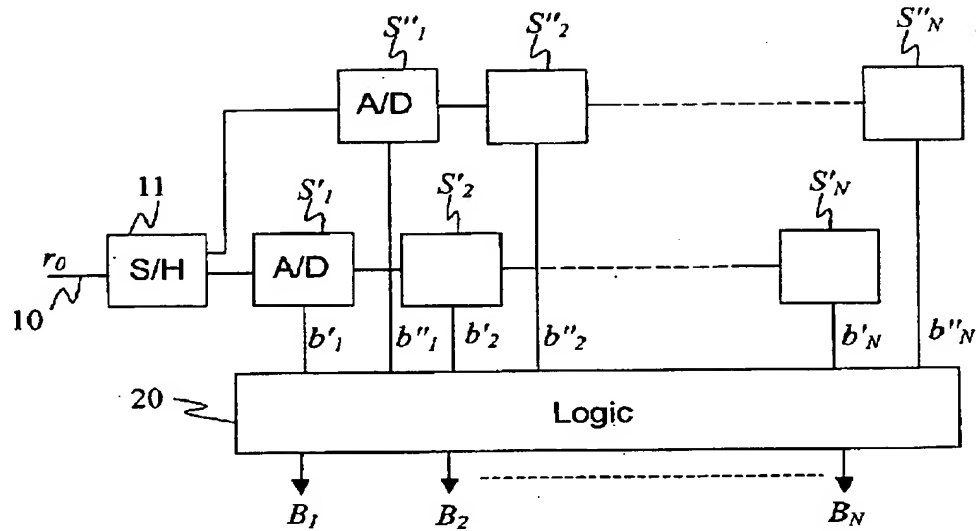 S''1 S''2 S''N
A/D
11 S'1 S'2 S'N
r0 S/H A/D
10
b'1 b''1 b'2 b''2 b'N b''N
20 Logic
B1 B2 BN